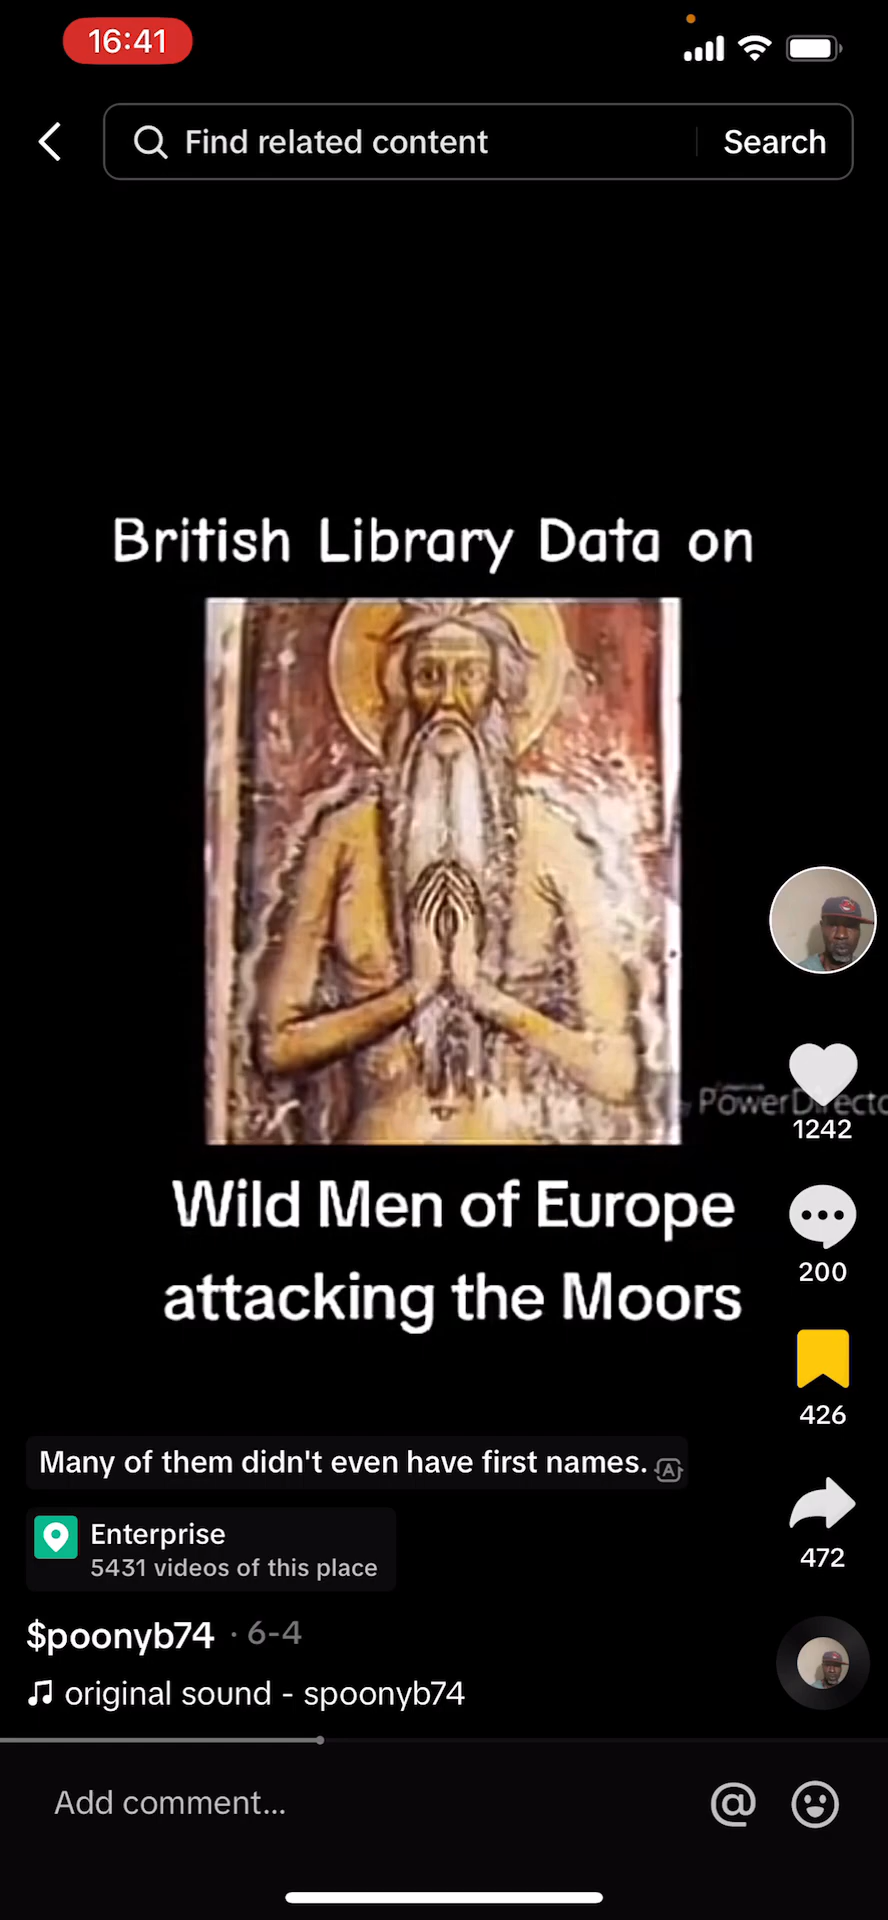 16:41
Find related content
Search
British Library Data on
PowerDirecto
1242
Wild Men of Europe
attacking the Moors
200
426
Many of them didn't even have first names.
Enterprise
5431 videos of this place
472
$poonyb74 · 6-4
original sound - spoonyb74
Add comment...
@